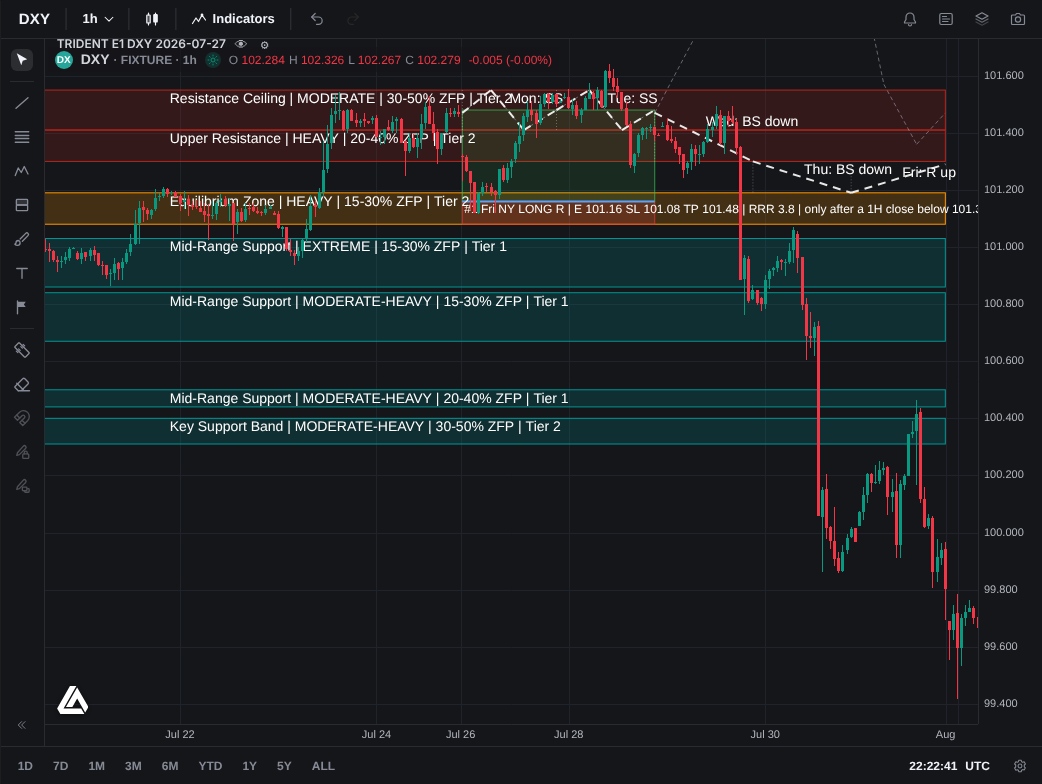 DXY 1h Indicators
TRIDENT E1 DXY 2026-07-27
DX DXY · FIXTURE · 1h O 102.284 H 102.326 L 102.267 C 102.279 -0.005 (-0.00%)
101.600
Resistance Ceiling | MODERATE | 30-50% ZFP | Tier 2
Mon: SS
Tue: SS
Wed: BS down
101.400
Upper Resistance | HEAVY | 20-40% ZFP | Tier 2
Thu: BS down
Fri: R up
101.200
Equilibrium Zone | HEAVY | 15-30% ZFP | Tier 2
#1 Fri NY LONG R | E 101.16 SL 101.08 TP 101.48 | RRR 3.8 | only after a 1H close below 101.3
Mid-Range Support | EXTREME | 15-30% ZFP | Tier 1
101.000
Mid-Range Support | MODERATE-HEAVY | 15-30% ZFP | Tier 1
100.800
100.600
Mid-Range Support | MODERATE-HEAVY | 20-40% ZFP | Tier 1
100.400
Key Support Band | MODERATE-HEAVY | 30-50% ZFP | Tier 2
100.200
100.000
99.800
99.600
99.400
Jul 22 Jul 24 Jul 26 Jul 28 Jul 30 Aug
1D 7D 1M 3M 6M YTD 1Y 5Y ALL 22:22:41 UTC